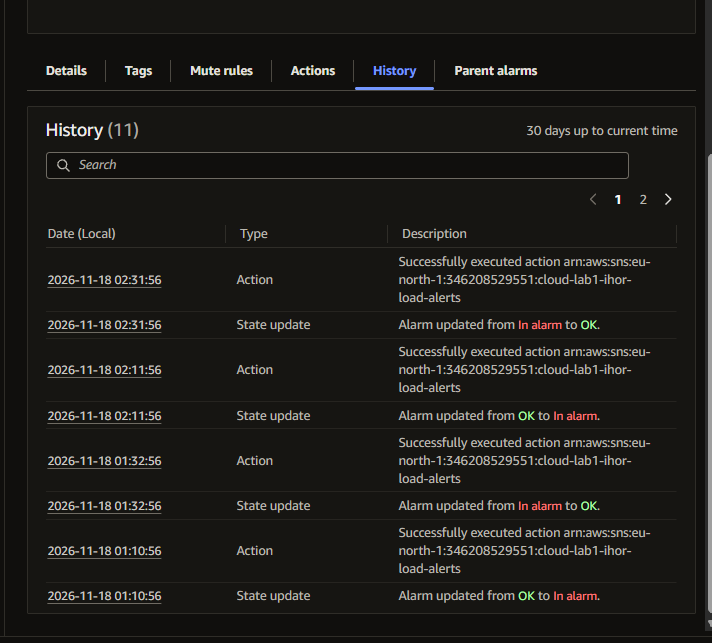 Details
Tags
Mute rules
Actions
History
Parent alarms
History (11)
30 days up to current time
Search
1
2
Date (Local)
Type
Description
2026-11-18 02:31:56
Action
Successfully executed action arn:aws:sns:eu-
north-1:346208529551:cloud-lab1-ihor-
load-alerts
2026-11-18 02:31:56
State update
Alarm updated from In alarm to OK.
2026-11-18 02:11:56
Action
Successfully executed action arn:aws:sns:eu-
north-1:346208529551:cloud-lab1-ihor-
load-alerts
2026-11-18 02:11:56
State update
Alarm updated from OK to In alarm.
2026-11-18 01:32:56
Action
Successfully executed action arn:aws:sns:eu-
north-1:346208529551:cloud-lab1-ihor-
load-alerts
2026-11-18 01:32:56
State update
Alarm updated from In alarm to OK.
2026-11-18 01:10:56
Action
Successfully executed action arn:aws:sns:eu-
north-1:346208529551:cloud-lab1-ihor-
load-alerts
2026-11-18 01:10:56
State update
Alarm updated from OK to In alarm.